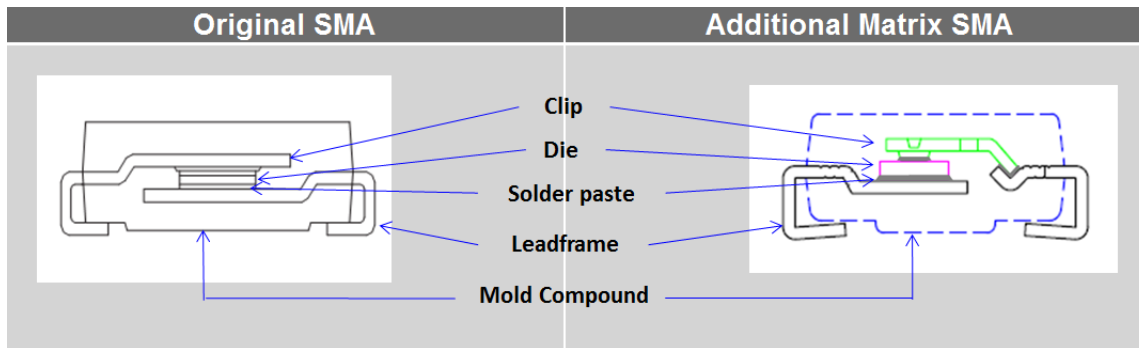 Original SMA
Additional Matrix SMA
Clip
Die
Solder paste
Leadframe
Mold Compound